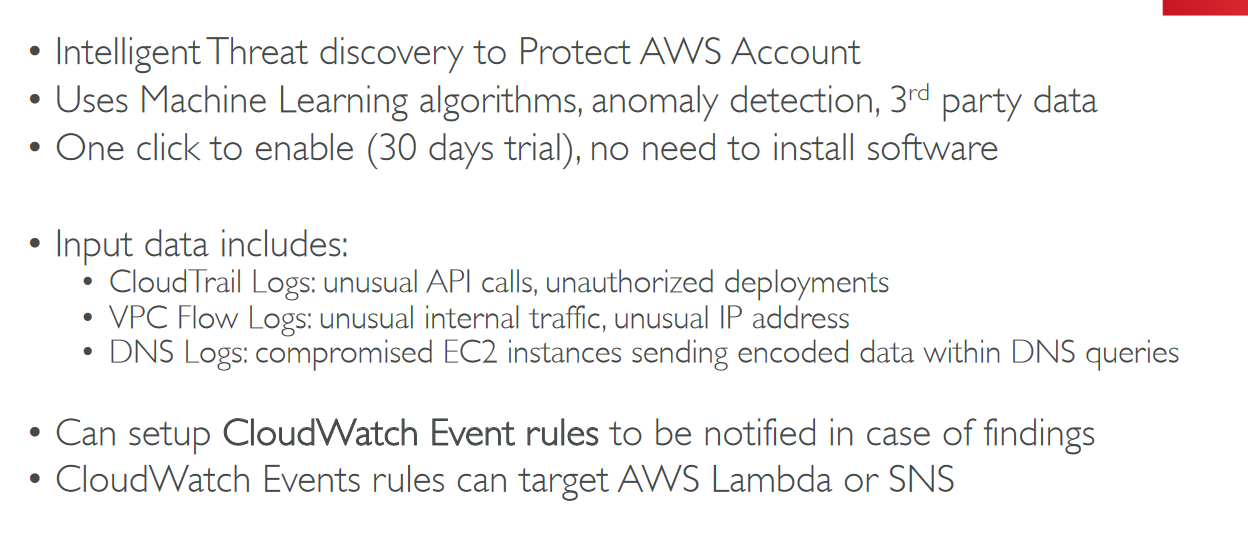 • Intelligent Threat discovery to Protect AWS Account
• Uses Machine Learning algorithms, anomaly detection, 3rd party data
• One click to enable (30 days trial), no need to install software
• Input data includes:
• CloudTrail Logs: unusual API calls, unauthorized deployments
• VPC Flow Logs: unusual internal traffic, unusual IP address
• DNS Logs: compromised EC2 instances sending encoded data within DNS queries
• Can setup CloudWatch Event rules to be notified in case of findings
• CloudWatch Events rules can target AWS Lambda or SNS